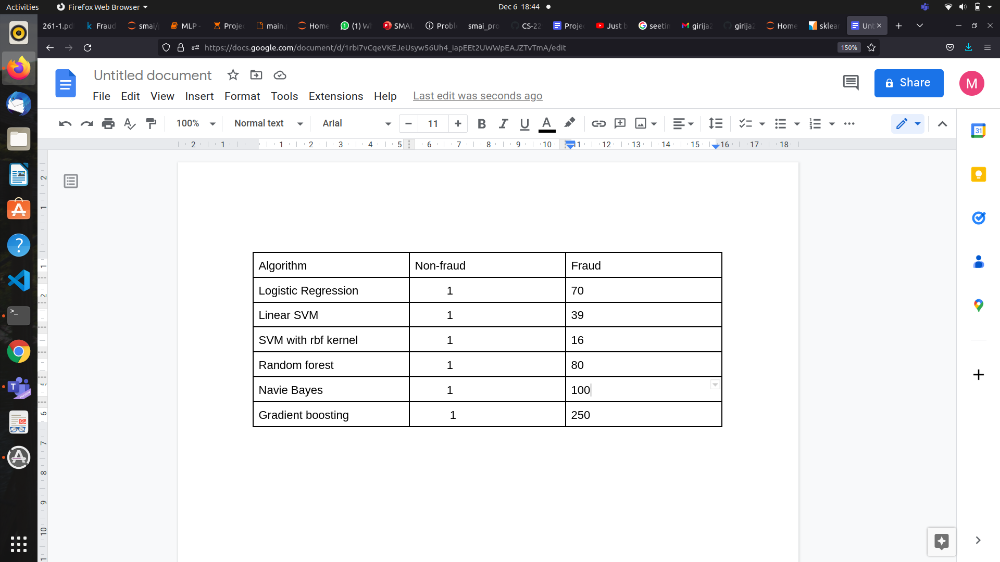 Activities Firefox Web Browser Dec 6 18:44
261-1.pd Fraud smai/ MLP - Projec main. Home (1) W SMAI. Proble smai_pro CS-22 Projec Just b seetin girija2 girija2 Home sklear Unt
https://docs.google.com/document/d/1rbi7vCqeVKEJeUsyw56Uh4_iapEEt2UWWpEAJZTvTmA/edit 150%
Untitled document
Share
M
File Edit View Insert Format Tools Extensions Help Last edit was seconds ago
100% Normal text Arial 11
2 1 1 2 3 4 5 6 7 8 9 10 11 12 13 14 15 16 17 18
Algorithm Non-fraud Fraud
Logistic Regression 1 70
Linear SVM 1 39
SVM with rbf kernel 1 16
Random forest 1 80
Navie Bayes 1 100
Gradient boosting 1 250